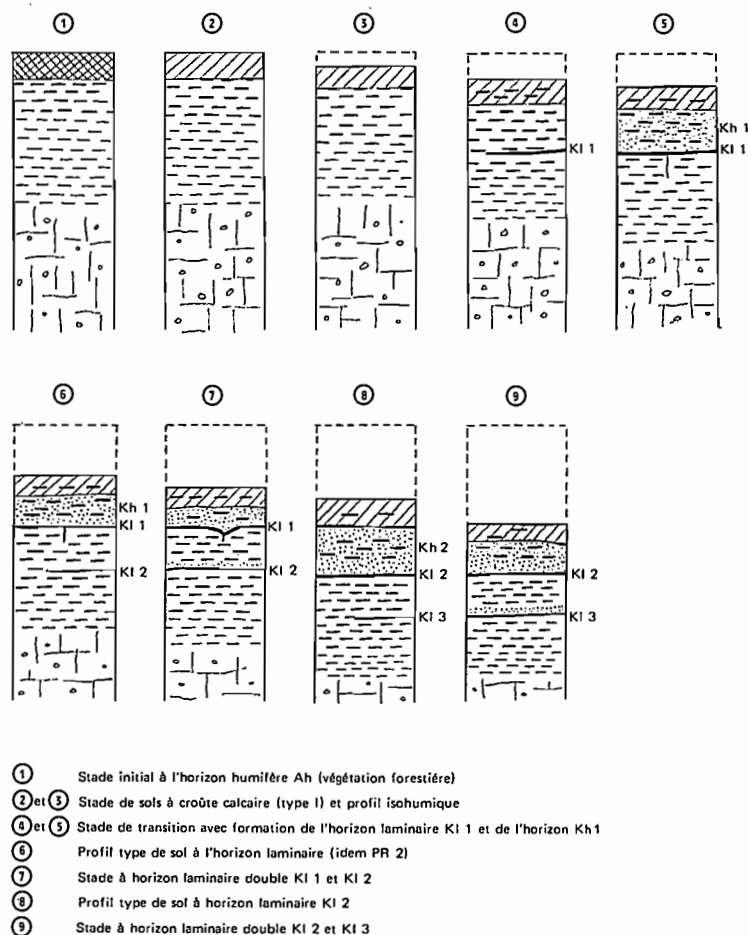 ① ② ③ ④ ⑤
Kh 1
Kl 1
Kl 1
⑥ ⑦ ⑧ ⑨
Kh 1
Kl 1
Kl 1
Kh 2
Kl 2
Kl 2
Kl 2
Kl 2
Kl 3
Kl 3
① Stade initial à l'horizon humifère Ah (végétation forestière)
② et ③ Stade de sols à croûte calcaire (type I) et profil isohumique
④ et ⑤ Stade de transition avec formation de l'horizon laminaire Kl 1 et de l'horizon Kh1
⑥ Profil type de sol à l'horizon laminaire (idem PR 2)
⑦ Stade à horizon laminaire double Kl 1 et Kl 2
⑧ Profil type de sol à horizon laminaire Kl 2
⑨ Stade à horizon laminaire double Kl 2 et Kl 3